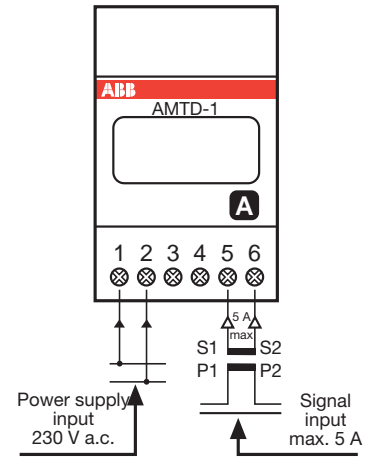 ABB
AMTD-1
A
1 2 3 4 5 6
5 A
max
S1 S2
P1 P2
Power supply
input
230 V a.c.
Signal
input
max. 5 A